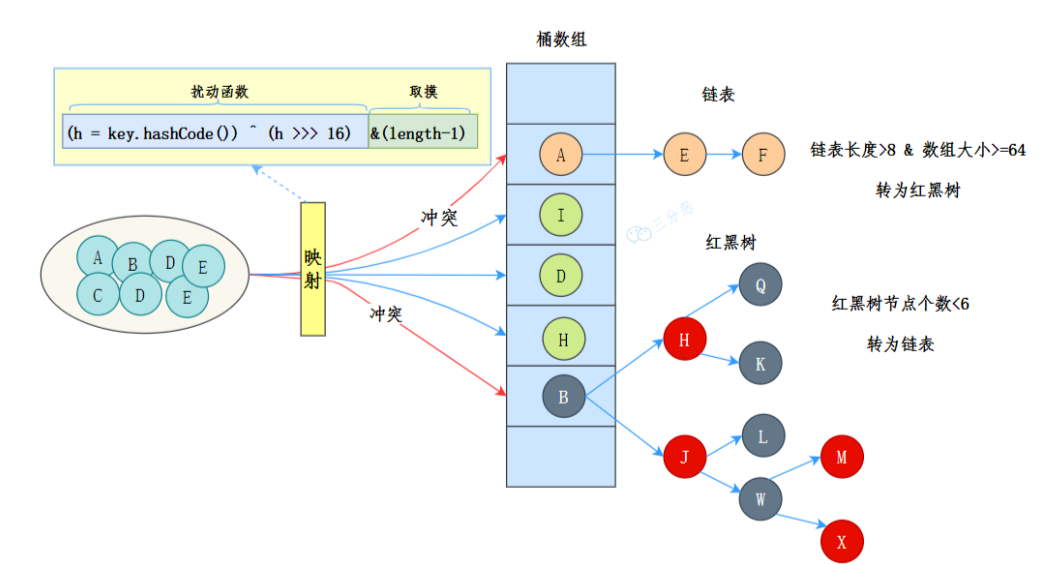 桶数组
扰动函数
取摸
(h = key.hashCode()) ^ (h >>> 16) &(length-1)
链表
A
E
F
链表长度>8 & 数组大小>=64
转为红黑树
冲突
I
三分恶
红黑树
A
B
D
E
C
D
E
映射
D
Q
红黑树节点个数<6
转为链表
冲突
H
H
K
B
L
J
M
W
X